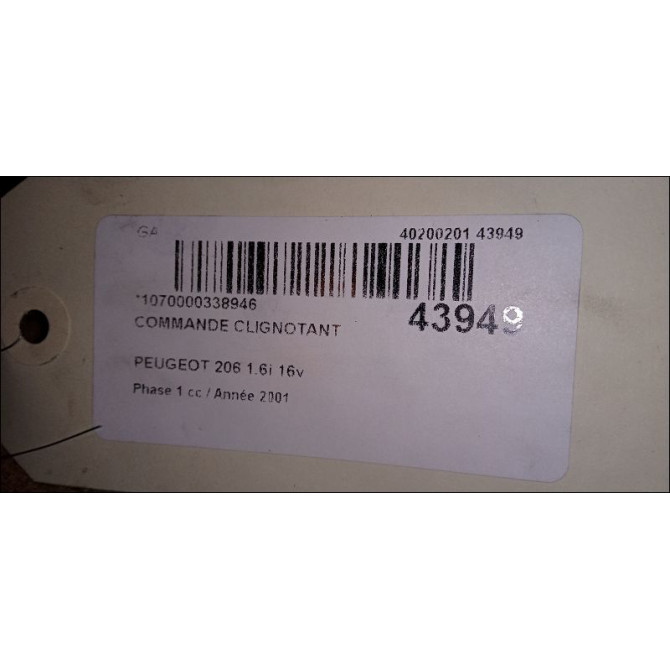 GA 40200201 43949
*1070000338946
43949
COMMANDE CLIGNOTANT
PEUGEOT 206 1.6i 16v
Phase 1 cc / Année 2001